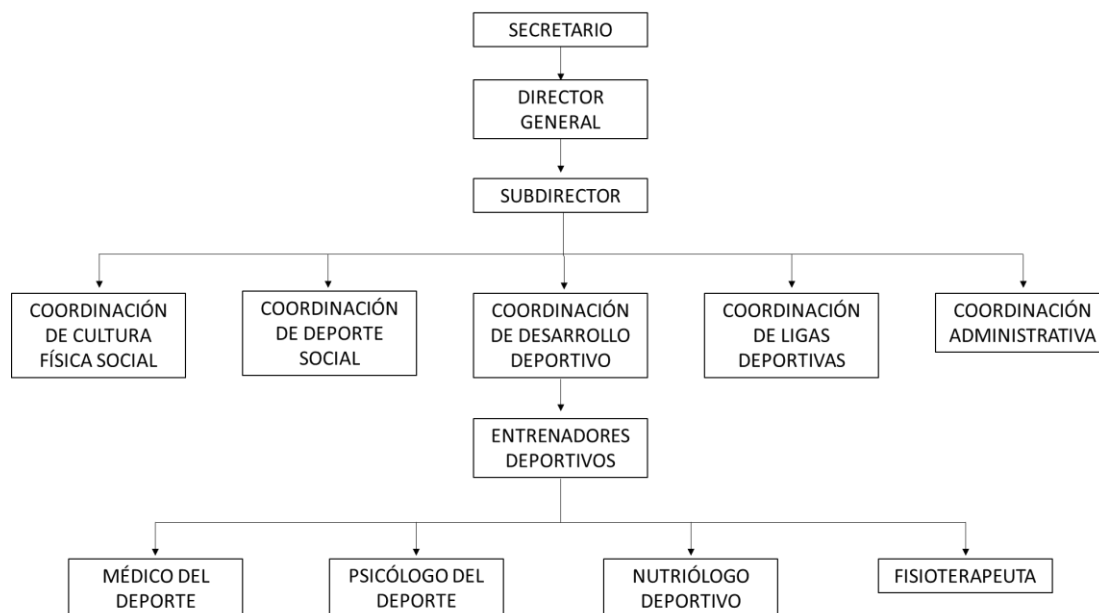 SECRETARIO
DIRECTOR
GENERAL
SUBDIRECTOR
COORDINACIÓN
DE CULTURA
FÍSICA SOCIAL
COORDINACIÓN
DE DEPORTE
SOCIAL
COORDINACIÓN
DE DESARROLLO
DEPORTIVO
COORDINACIÓN
DE LIGAS
DEPORTIVAS
COORDINACIÓN
ADMINISTRATIVA
ENTRENADORES
DEPORTIVOS
MÉDICO DEL
DEPORTE
PSICÓLOGO DEL
DEPORTE
NUTRIÓLOGO
DEPORTIVO
FISIOTERAPEUTA